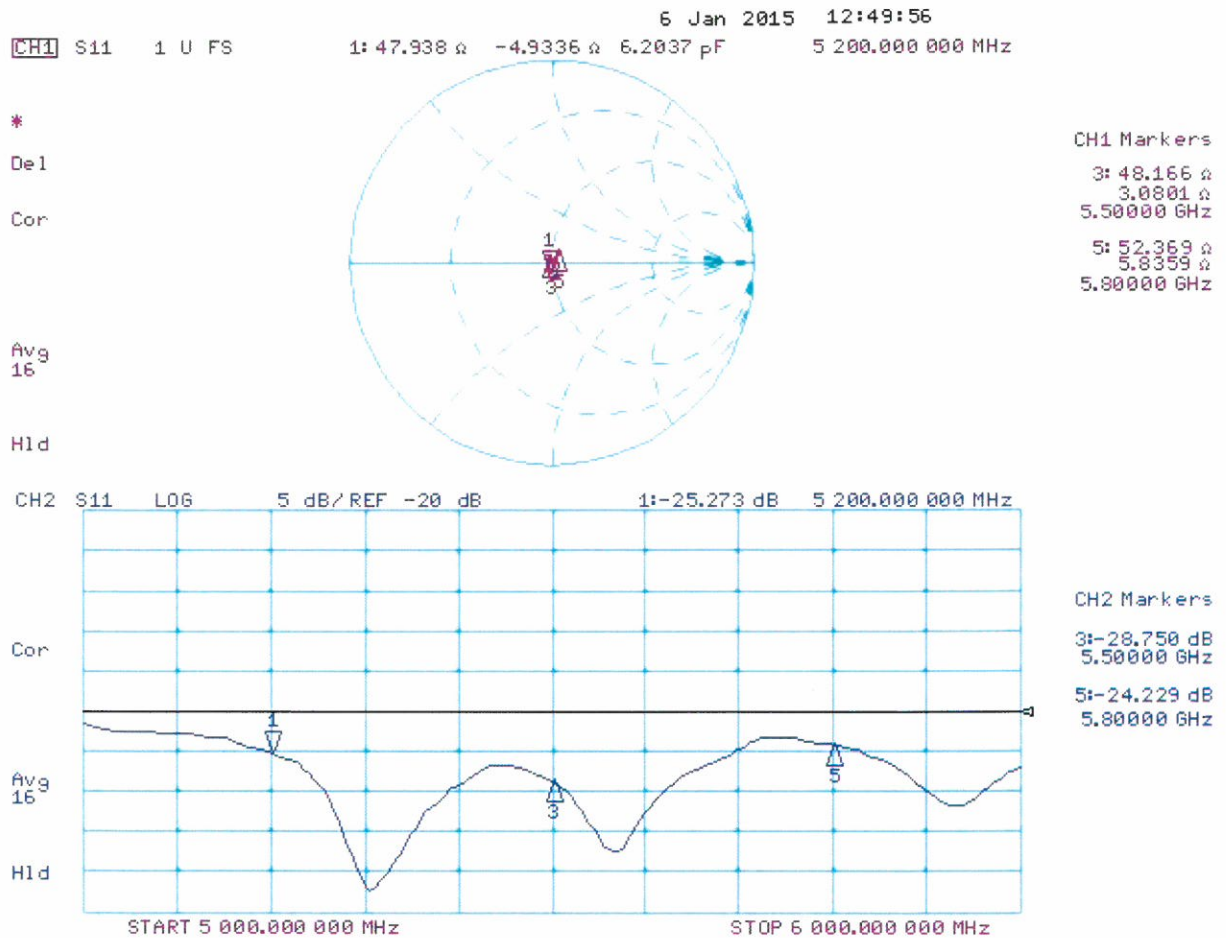 6 Jan 2015 12:49:56
CH1 S11 1 U FS 1: 47.938 Ω -4.9336 Ω 6.2037 pF 5 200.000 000 MHz
*
Del
Cor
Avg
16
Hld
CH1 Markers
3: 48.166 Ω
3.0801 Ω
5.50000 GHz
5: 52.369 Ω
5.8359 Ω
5.80000 GHz
1
3
CH2 S11 LOG 5 dB/REF -20 dB 1:-25.273 dB 5 200.000 000 MHz
Cor
Avg
16
Hld
CH2 Markers
3:-28.750 dB
5.50000 GHz
5:-24.229 dB
5.80000 GHz
1
3
5
START 5 000.000 000 MHz STOP 6 000.000 000 MHz